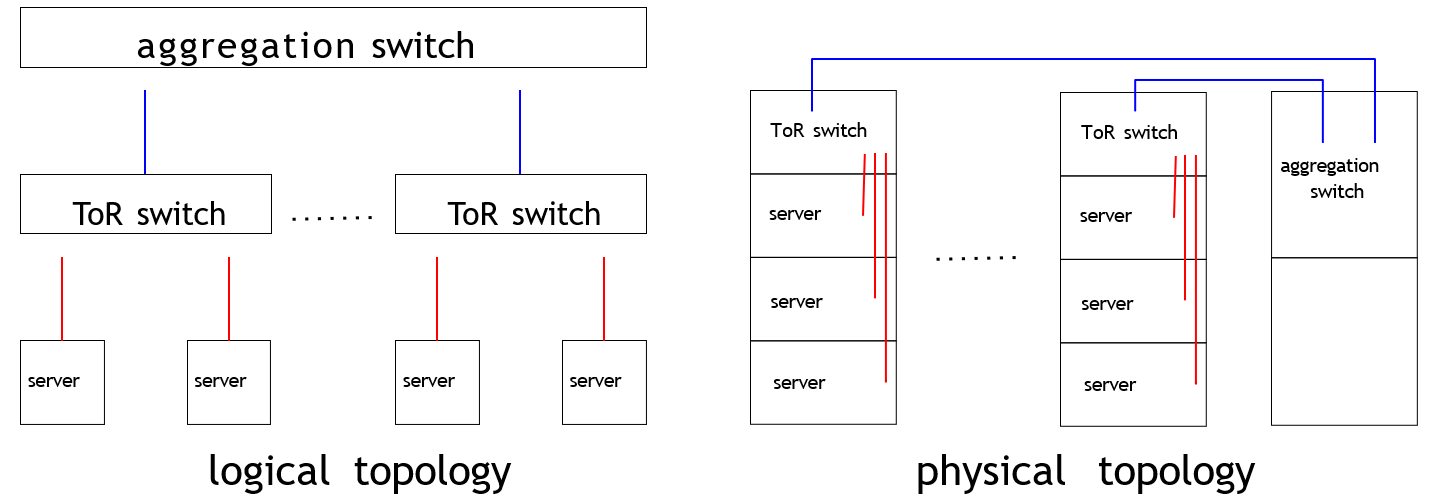 aggregation switch
ToR switch
ToR switch
server
server
server
server
logical topology
ToR switch
server
server
server
ToR switch
server
server
server
aggregation
switch
physical topology